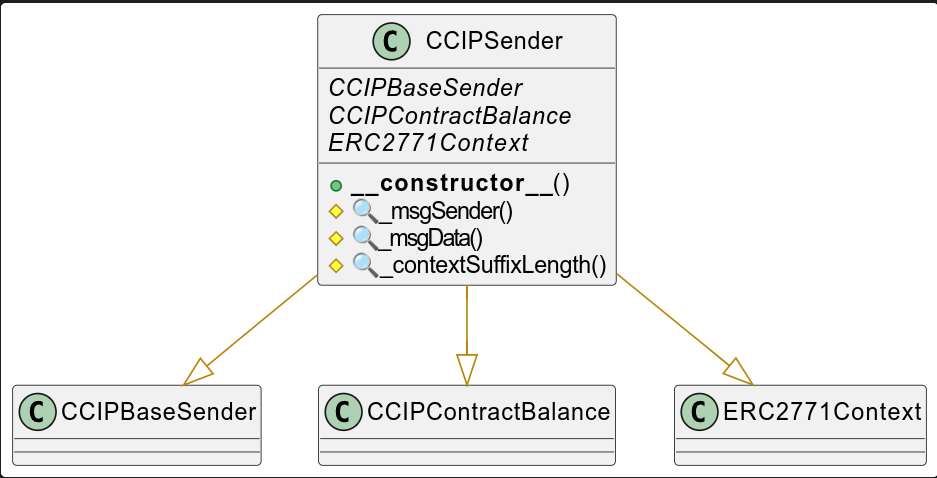 C CCIPSender
CCIPBaseSender
CCIPContractBalance
ERC2771Context
__constructor__()
_msgSender()
_msgData()
_contextSuffixLength()
C CCIPBaseSender
C CCIPContractBalance
C ERC2771Context